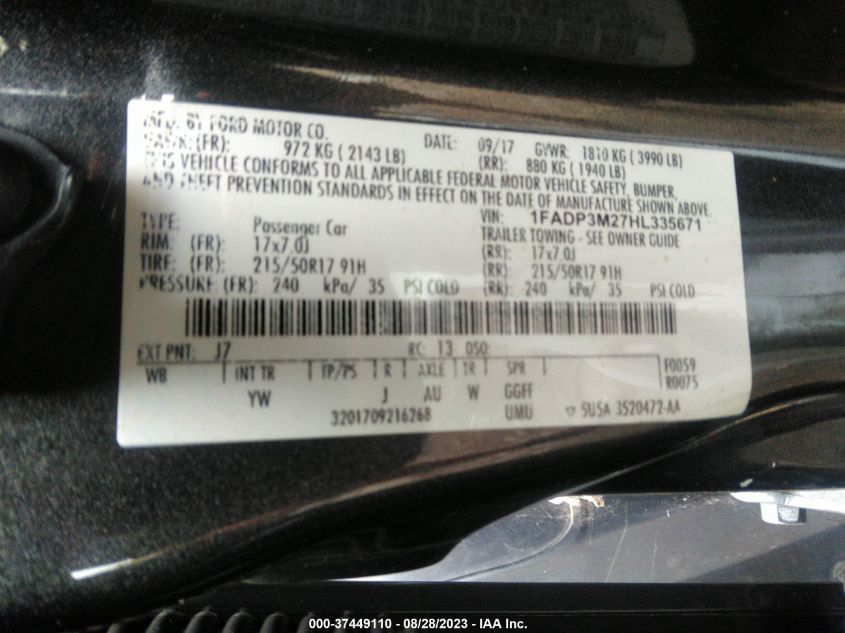 MFD. BY FORD MOTOR CO. DATE: 09/17 GVWR: 1810 KG (3990 LB)
(FR): 972 KG (2143 LB) (RR): 880 KG (1940 LB)
THIS VEHICLE CONFORMS TO ALL APPLICABLE FEDERAL MOTOR VEHICLE SAFETY, BUMPER,
AND THEFT PREVENTION STANDARDS IN EFFECT ON THE DATE OF MANUFACTURE SHOWN ABOVE.
VIN: 1FADP3M27HL335671
TYPE: Passenger Car TRAILER TOWING - SEE OWNER GUIDE
RIM: (FR): 17x7.0J (RR): 17x7.0J
TIRE: (FR): 215/50R17 91H (RR): 215/50R17 91H
PRESSURE: (FR): 240 kPa/ 35 PSI COLD (RR): 240 kPa/ 35 PSI COLD
EXT PNT: J7 RC: 13 DSO:
WB INT TR TP/PS R AXLE TR SPR F0059
YW J AU W GGFF R0075
3201709216268 UMU 5U5A 3520472-AA
000-37449110 - 08/28/2023 - IAA Inc.